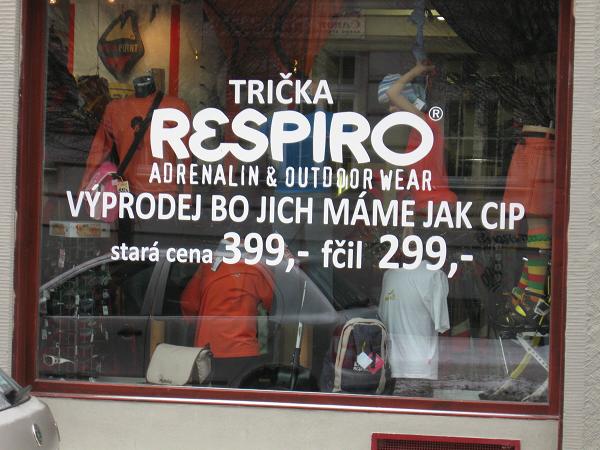 TRIČKA
RESPIRO®
ADRENALIN & OUTDOOR WEAR
VÝPRODEJ BO JICH MÁME JAK CIP
stará cena 399,- fčil 299,-